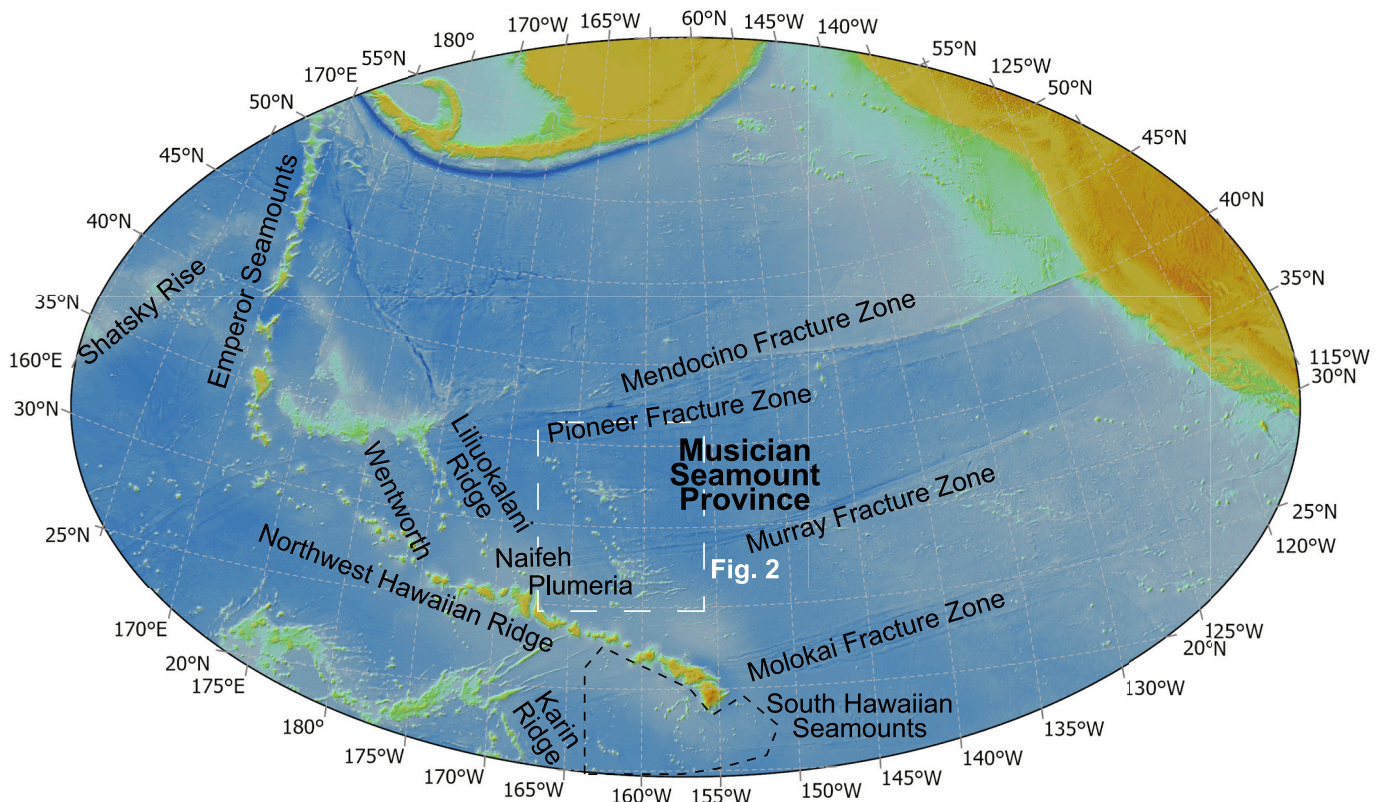 170°W
165°W
60°N
145°W
140°W
180°
55°N
170°E
50°N
45°N
40°N
35°N
160°E
30°N
25°N
170°E
20°N
175°E
180°
175°W
170°W
165°W
160°W
155°W
150°W
145°W
140°W
135°W
130°W
125°W
20°N
120°W
25°N
30°N
115°W
35°N
40°N
45°N
50°N
125°W
55°N
Shatsky Rise
Emperor Seamounts
Mendocino Fracture Zone
Pioneer Fracture Zone
Musician
Seamount
Province
Murray Fracture Zone
Fig. 2
Liliuokalani
Ridge
Wentworth
Naifeh
Plumeria
Northwest Hawaiian Ridge
Molokai Fracture Zone
South Hawaiian
Seamounts
Karin
Ridge